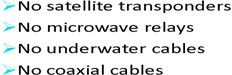 ➢No satellite transponders
➢No microwave relays
➢No underwater cables
➢No coaxial cables